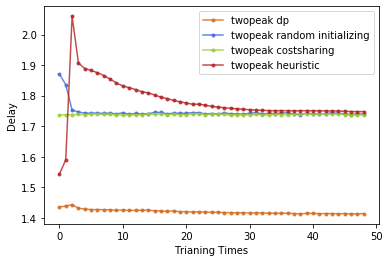 twopeak dp
twopeak random initializing
twopeak costsharing
twopeak heuristic
Delay
2.0
1.9
1.8
1.7
1.6
1.5
1.4
0 10 20 30 40 50
Trianing Times